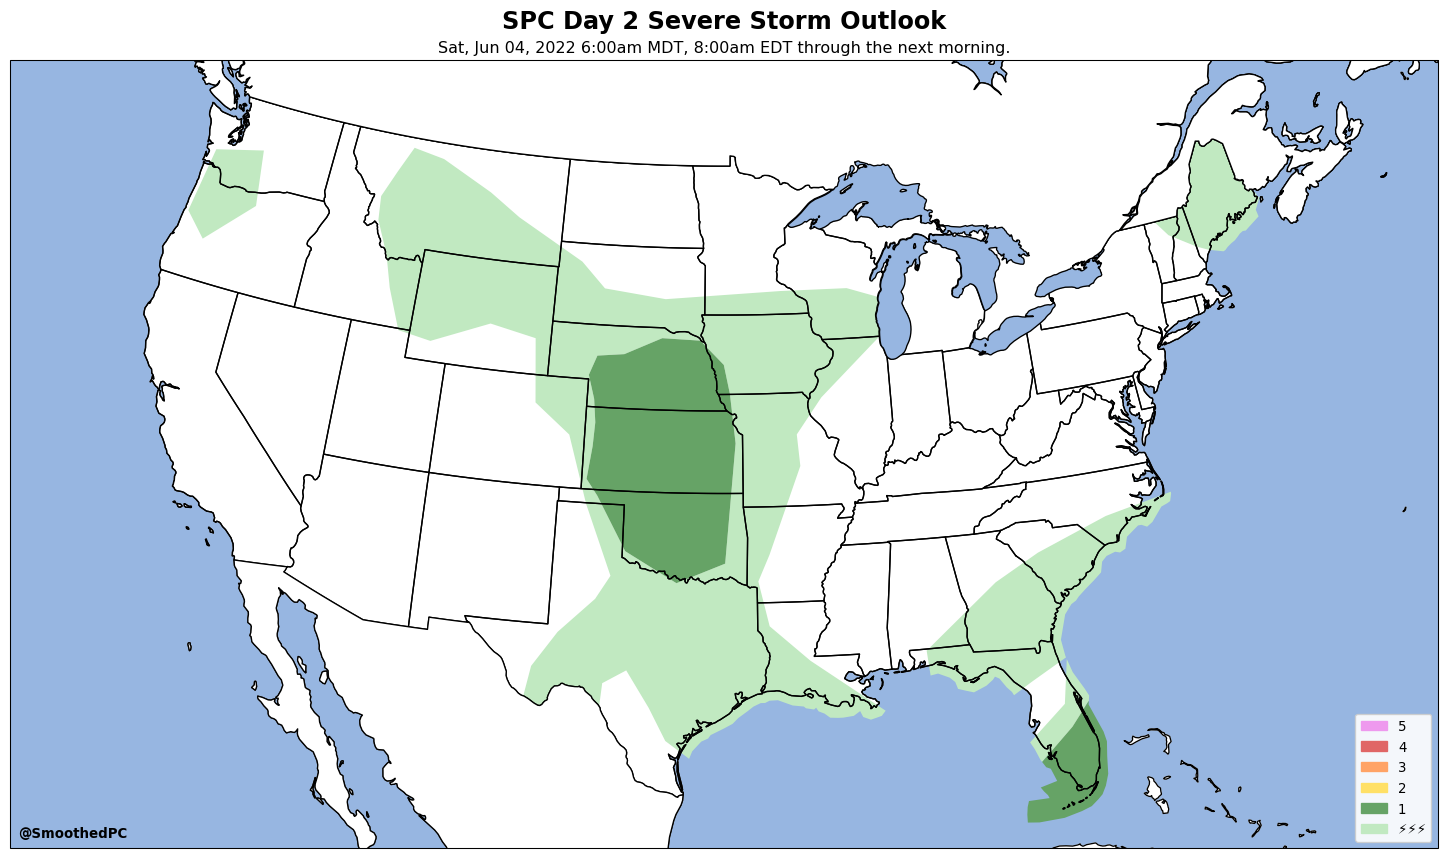 SPC Day 2 Severe Storm Outlook
Sat, Jun 04, 2022 6:00am MDT, 8:00am EDT through the next morning.
5
4
3
2
1
⚡⚡⚡
@SmoothedPC